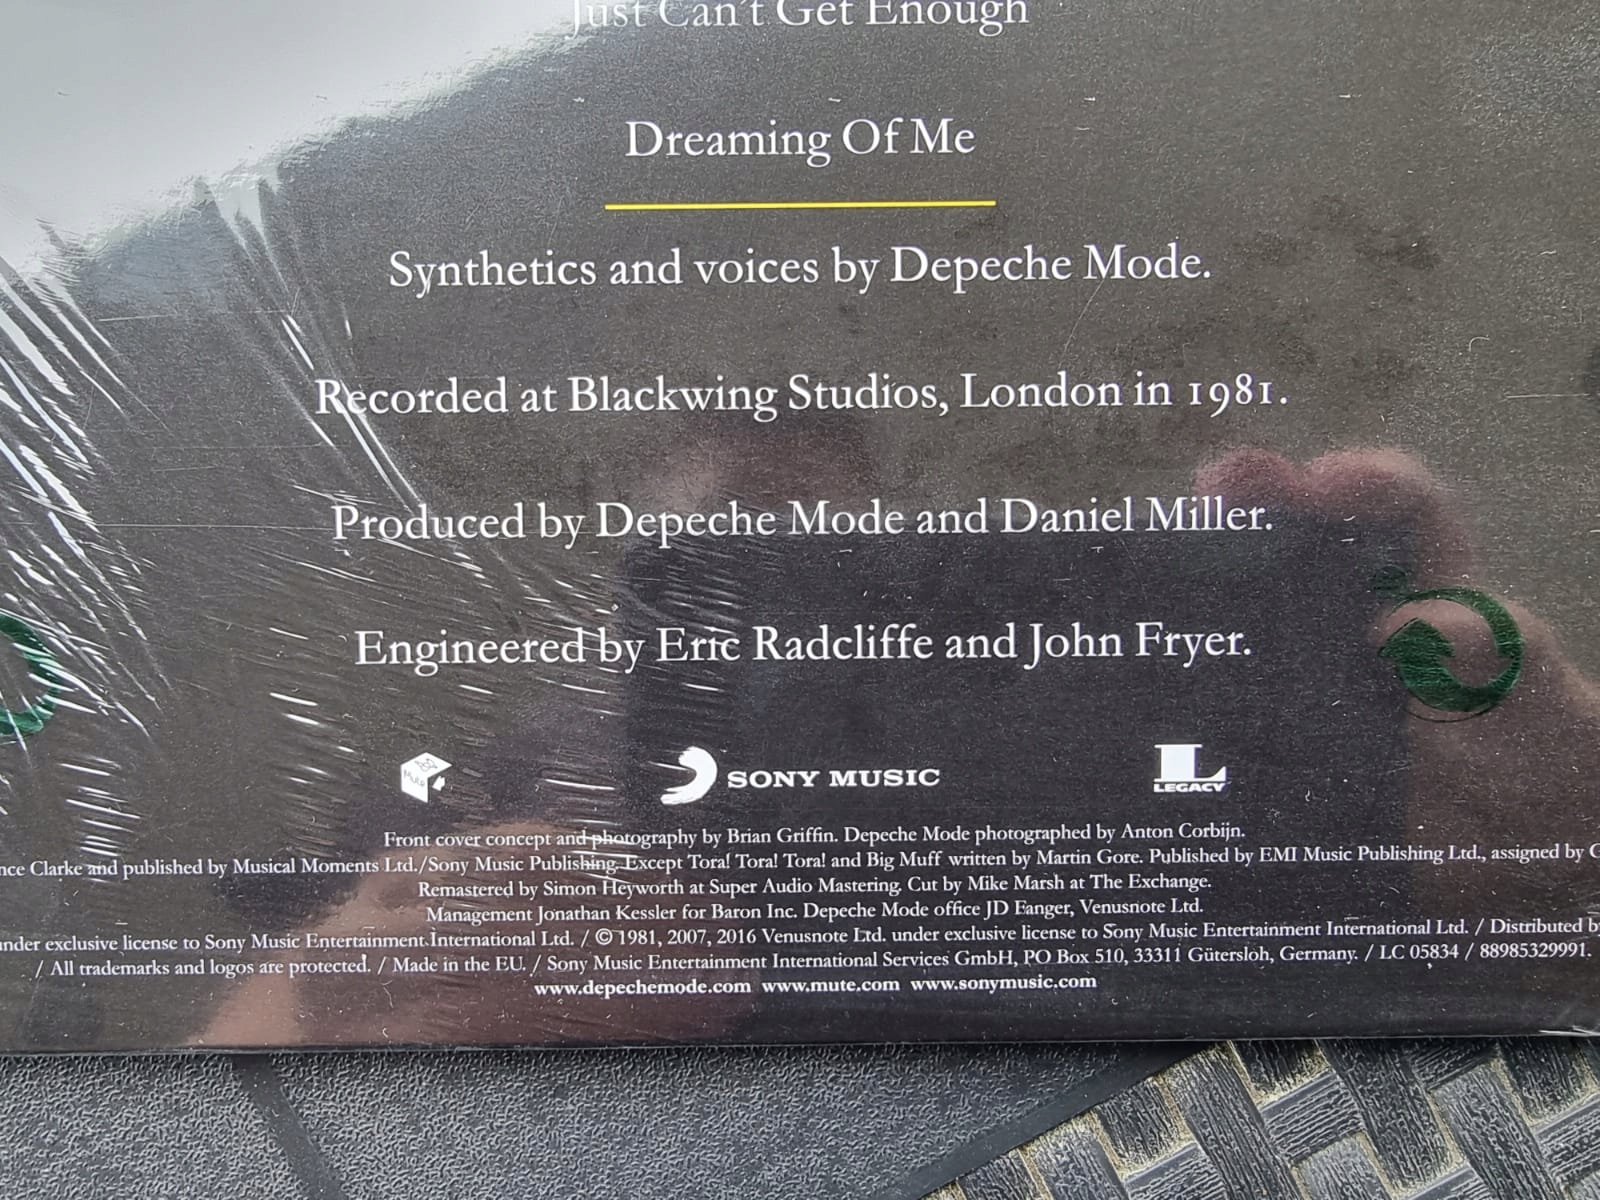 Just Can't Get Enough
Dreaming Of Me
Synthetics and voices by Depeche Mode.
Recorded at Blackwing Studios, London in 1981.
Produced by Depeche Mode and Daniel Miller.
Engineered by Eric Radcliffe and John Fryer.
Mute
SONY MUSIC
L
LEGACY
Front cover concept and photography by Brian Griffin. Depeche Mode photographed by Anton Corbijn.
nce Clarke and published by Musical Moments Ltd./Sony Music Publishing. Except Tora! Tora! Tora! and Big Muff written by Martin Gore. Published by EMI Music Publishing Ltd., assigned by G
Remastered by Simon Heyworth at Super Audio Mastering. Cut by Mike Marsh at The Exchange.
Management Jonathan Kessler for Baron Inc. Depeche Mode office JD Fanger, Venusnote Ltd.
under exclusive license to Sony Music Entertainment International Ltd. / © 1981, 2007, 2016 Venusnote Ltd. under exclusive license to Sony Music Entertainment International Ltd. / Distributed by
/ All trademarks and logos are protected. / Made in the EU. / Sony Music Entertainment International Services GmbH, PO Box 510, 33311 Gütersloh, Germany. / LC 05834 / 88985329991.
www.depechemode.com www.mute.com www.sonymusic.com